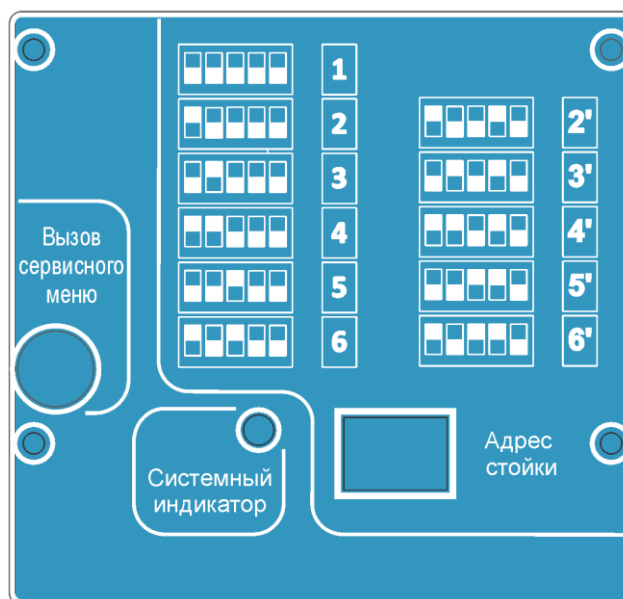 1
2
2'
3
3'
4
4'
5
5'
6
6'
Вызов
сервисного
меню
Системный
индикатор
Адрес
стойки